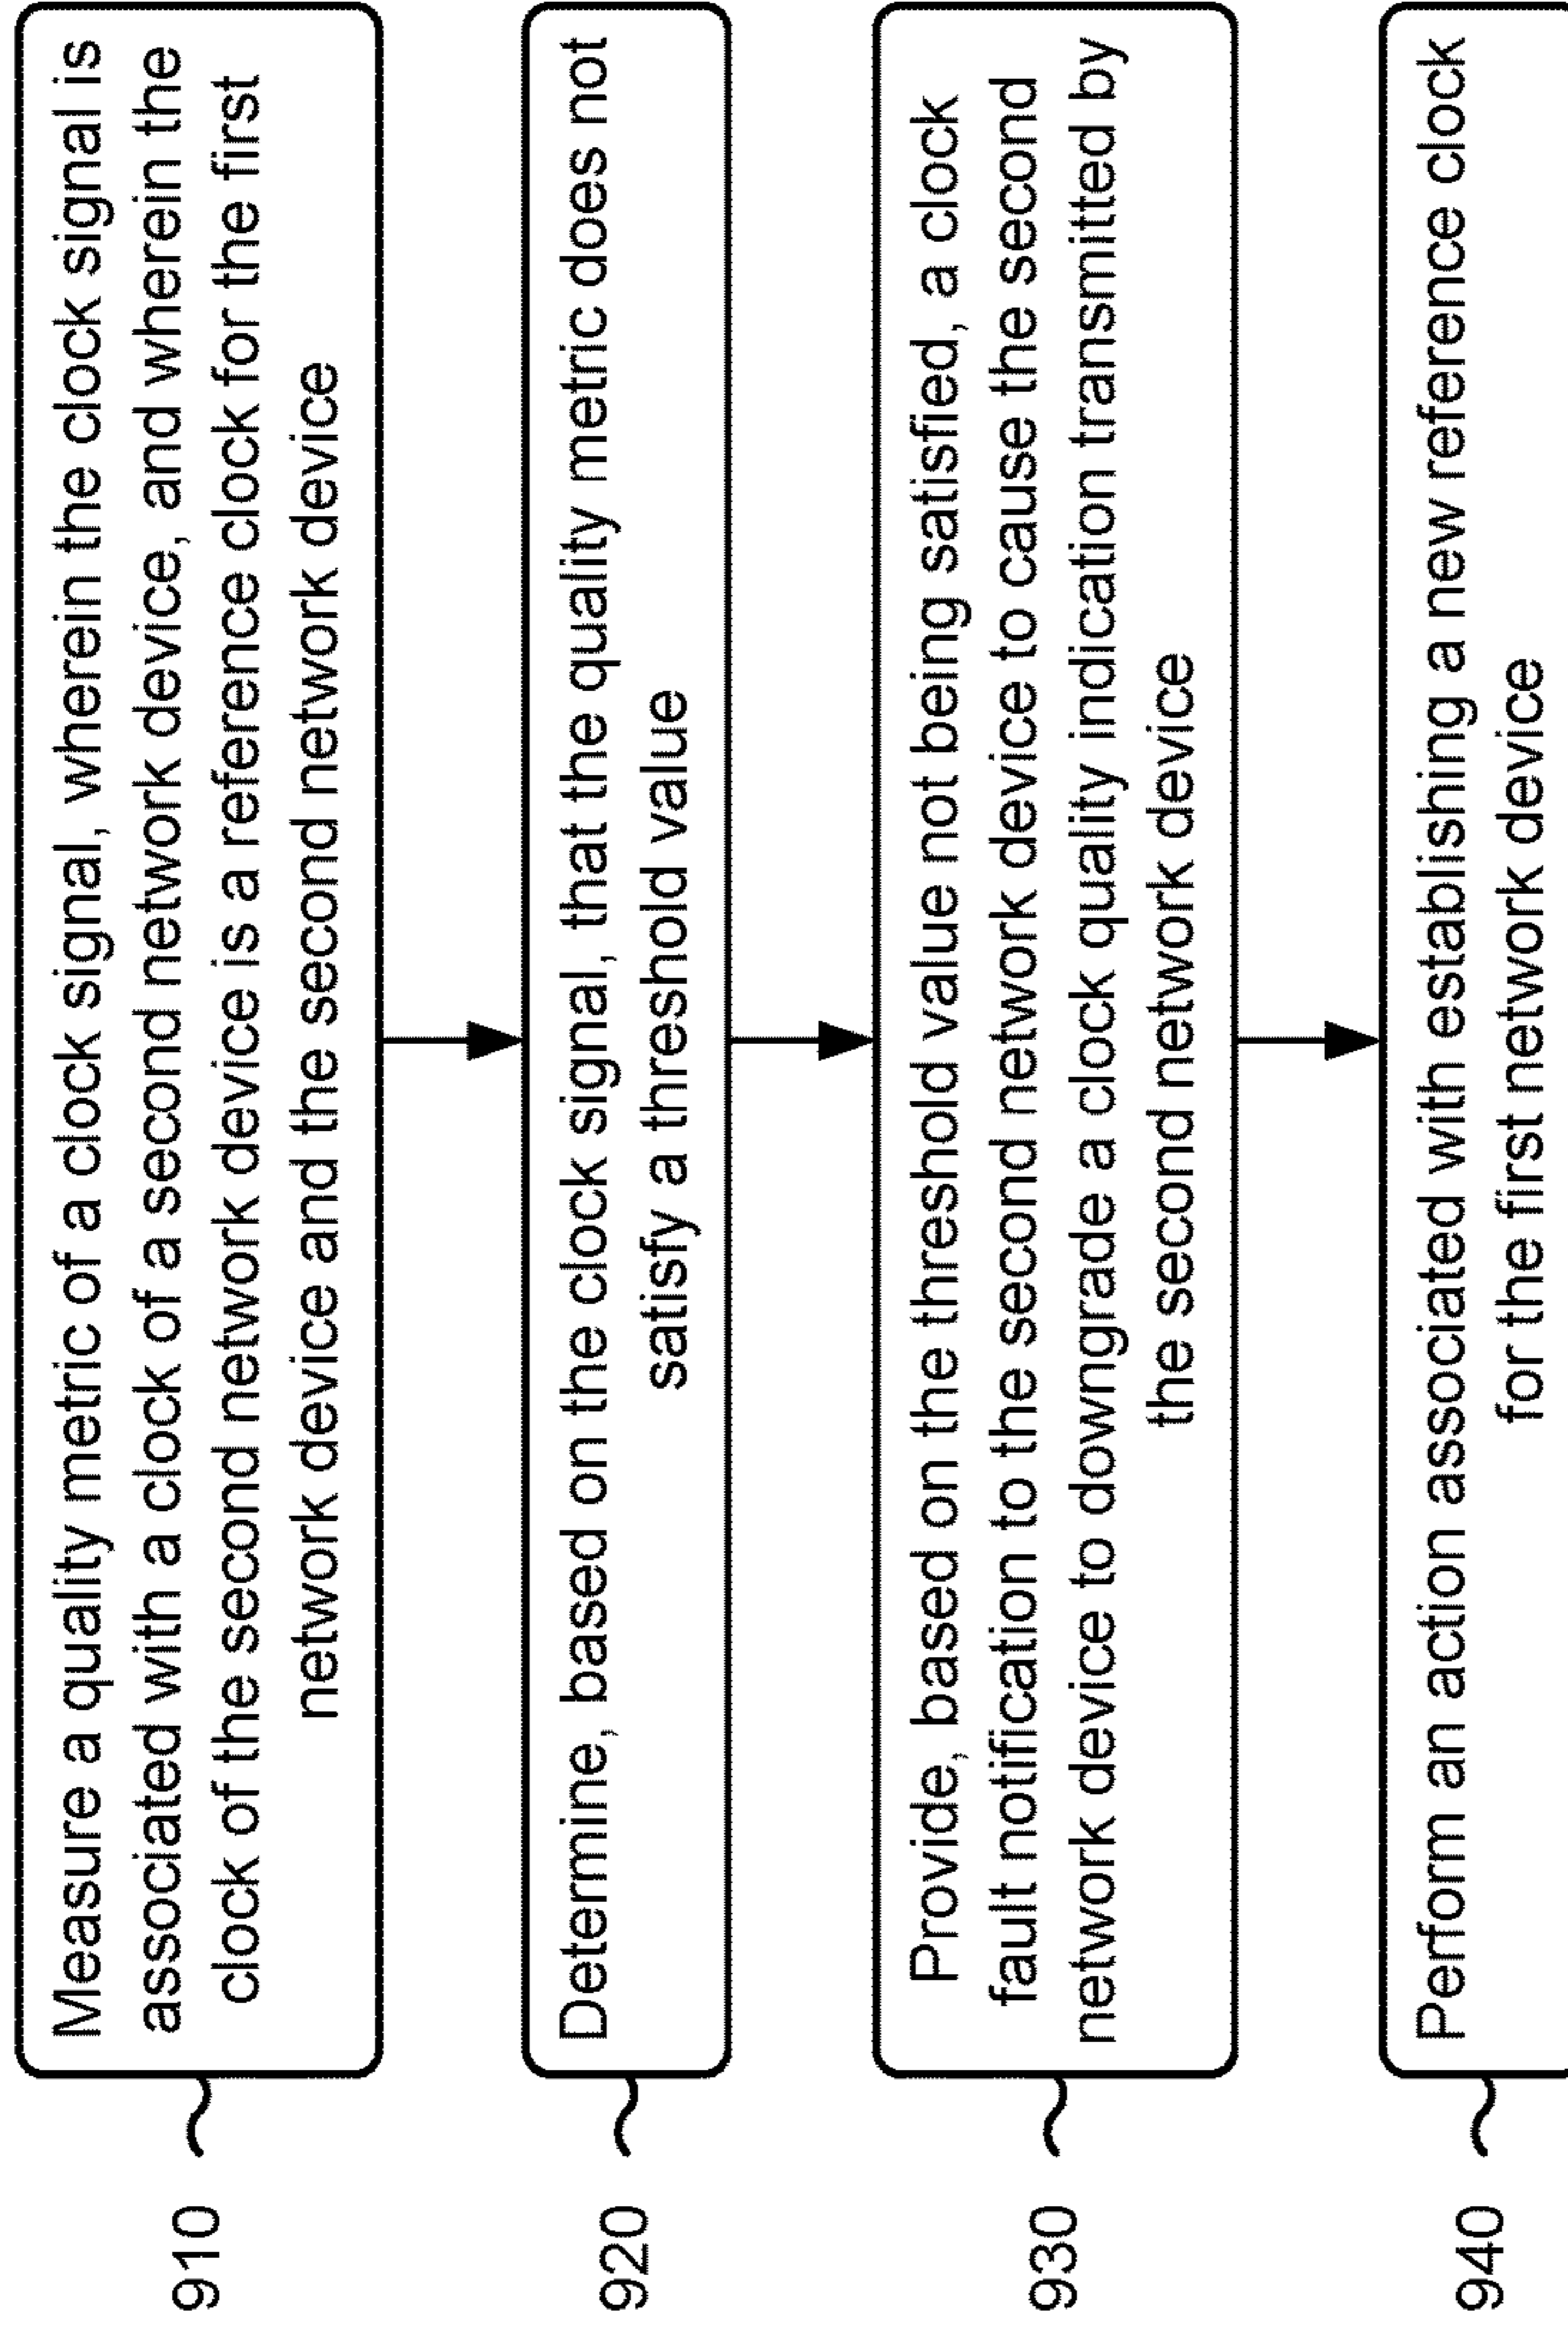 910
Measure a quality metric of a clock signal, wherein the clock signal is
associated with a clock of a second network device, and wherein the
clock of the second network device is a reference clock for the first
network device and the second network device
920
Determine, based on the clock signal, that the quality metric does not
satisfy a threshold value
930
Provide, based on the threshold value not being satisfied, a clock
fault notification to the second network device to cause the second
network device to downgrade a clock quality indication transmitted by
the second network device
940
Perform an action associated with establishing a new reference clock
for the first network device